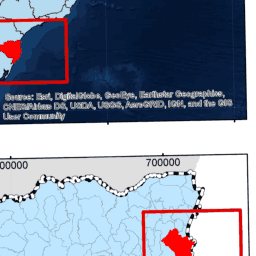 Source: Esri, DigitalGlobe, GeoEye, Earthstar Geographics,
CNES/Airbus DS, USDA, USGS, AeroGRID, IGN, and the GIS
User Community
00000 700000